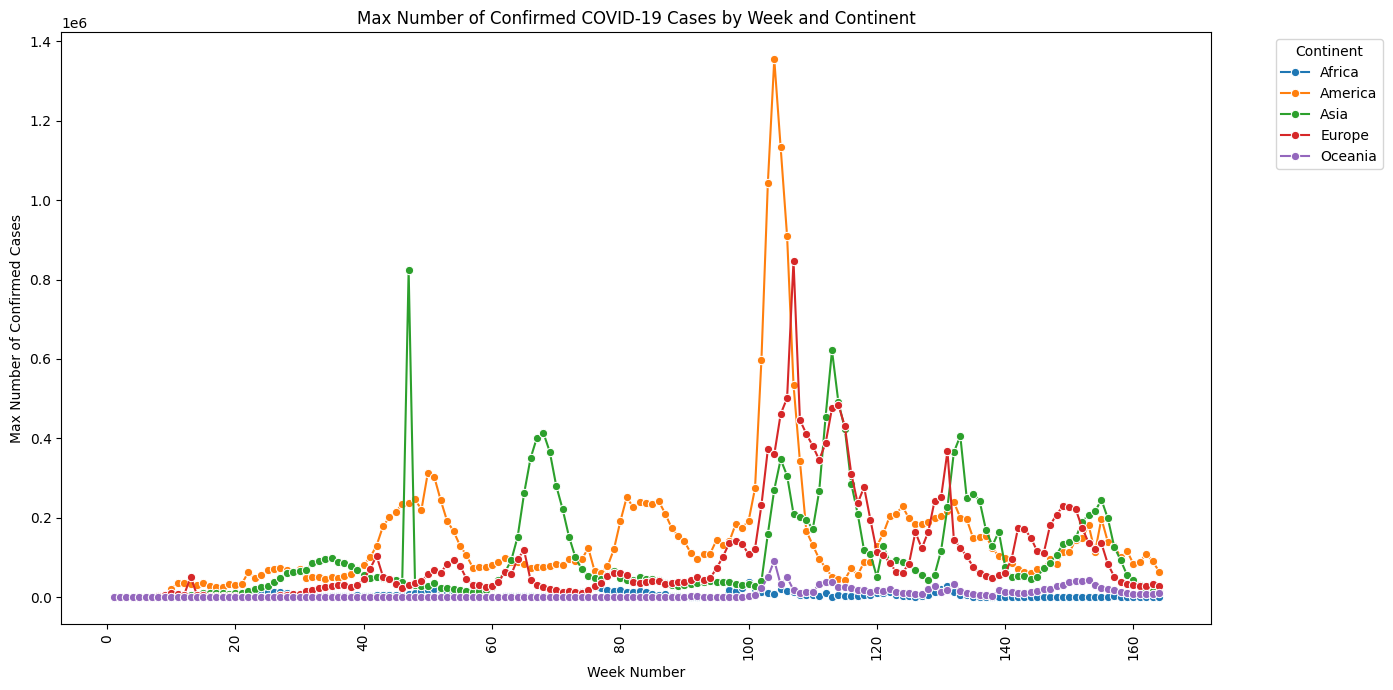 Max Number of Confirmed COVID-19 Cases by Week and Continent
1e6
1.4
1.2
1.0
0.8
0.6
0.4
0.2
0.0
Max Number of Confirmed Cases
0
20
40
60
80
100
120
140
160
Week Number
Continent
Africa
America
Asia
Europe
Oceania